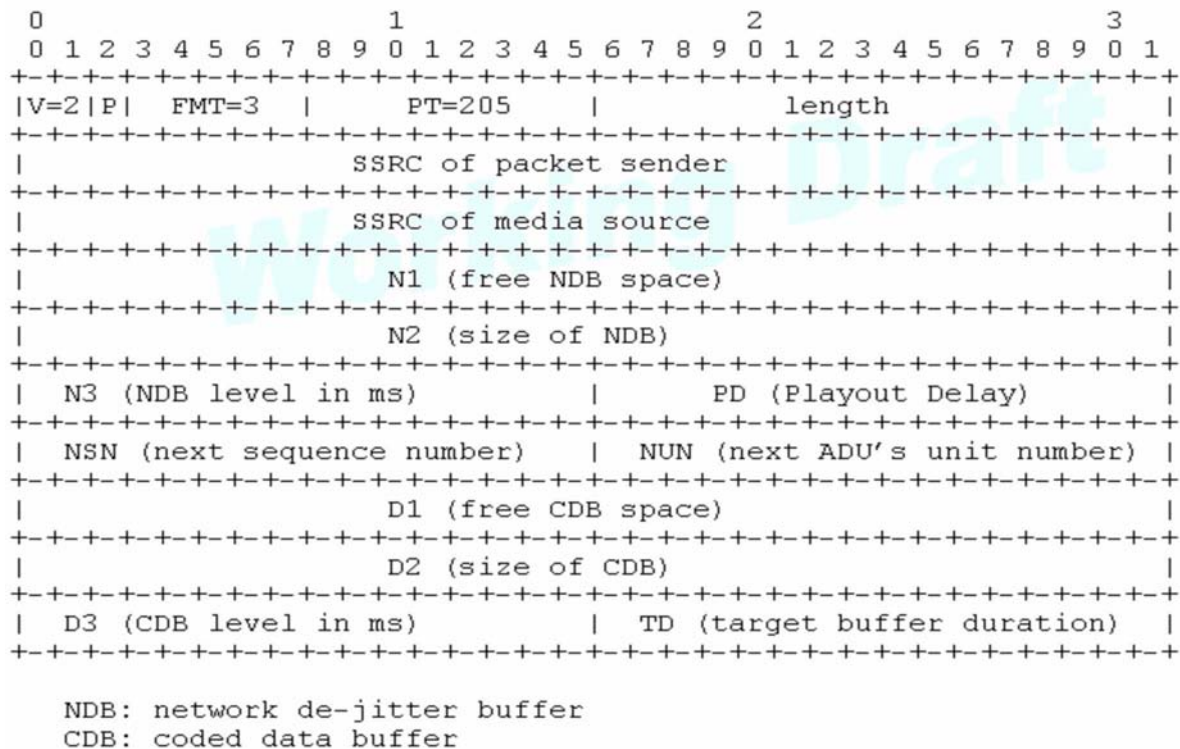 0                   1                   2                   3
0 1 2 3 4 5 6 7 8 9 0 1 2 3 4 5 6 7 8 9 0 1 2 3 4 5 6 7 8 9 0 1
+-+-+-+-+-+-+-+-+-+-+-+-+-+-+-+-+-+-+-+-+-+-+-+-+-+-+-+-+-+-+-+-+
|V=2|P| FMT=3 | PT=205 | length |
+-+-+-+-+-+-+-+-+-+-+-+-+-+-+-+-+-+-+-+-+-+-+-+-+-+-+-+-+-+-+-+-+
| SSRC of packet sender |
+-+-+-+-+-+-+-+-+-+-+-+-+-+-+-+-+-+-+-+-+-+-+-+-+-+-+-+-+-+-+-+-+
| SSRC of media source |
+-+-+-+-+-+-+-+-+-+-+-+-+-+-+-+-+-+-+-+-+-+-+-+-+-+-+-+-+-+-+-+-+
| N1 (free NDB space) |
+-+-+-+-+-+-+-+-+-+-+-+-+-+-+-+-+-+-+-+-+-+-+-+-+-+-+-+-+-+-+-+-+
| N2 (size of NDB) |
+-+-+-+-+-+-+-+-+-+-+-+-+-+-+-+-+-+-+-+-+-+-+-+-+-+-+-+-+-+-+-+-+
| N3 (NDB level in ms) | PD (Playout Delay) |
+-+-+-+-+-+-+-+-+-+-+-+-+-+-+-+-+-+-+-+-+-+-+-+-+-+-+-+-+-+-+-+-+
| NSN (next sequence number) | NUN (next ADU's unit number) |
+-+-+-+-+-+-+-+-+-+-+-+-+-+-+-+-+-+-+-+-+-+-+-+-+-+-+-+-+-+-+-+-+
| D1 (free CDB space) |
+-+-+-+-+-+-+-+-+-+-+-+-+-+-+-+-+-+-+-+-+-+-+-+-+-+-+-+-+-+-+-+-+
| D2 (size of CDB) |
+-+-+-+-+-+-+-+-+-+-+-+-+-+-+-+-+-+-+-+-+-+-+-+-+-+-+-+-+-+-+-+-+
| D3 (CDB level in ms) | TD (target buffer duration) |
+-+-+-+-+-+-+-+-+-+-+-+-+-+-+-+-+-+-+-+-+-+-+-+-+-+-+-+-+-+-+-+-+
NDB: network de-jitter buffer
CDB: coded data buffer
Working Draft